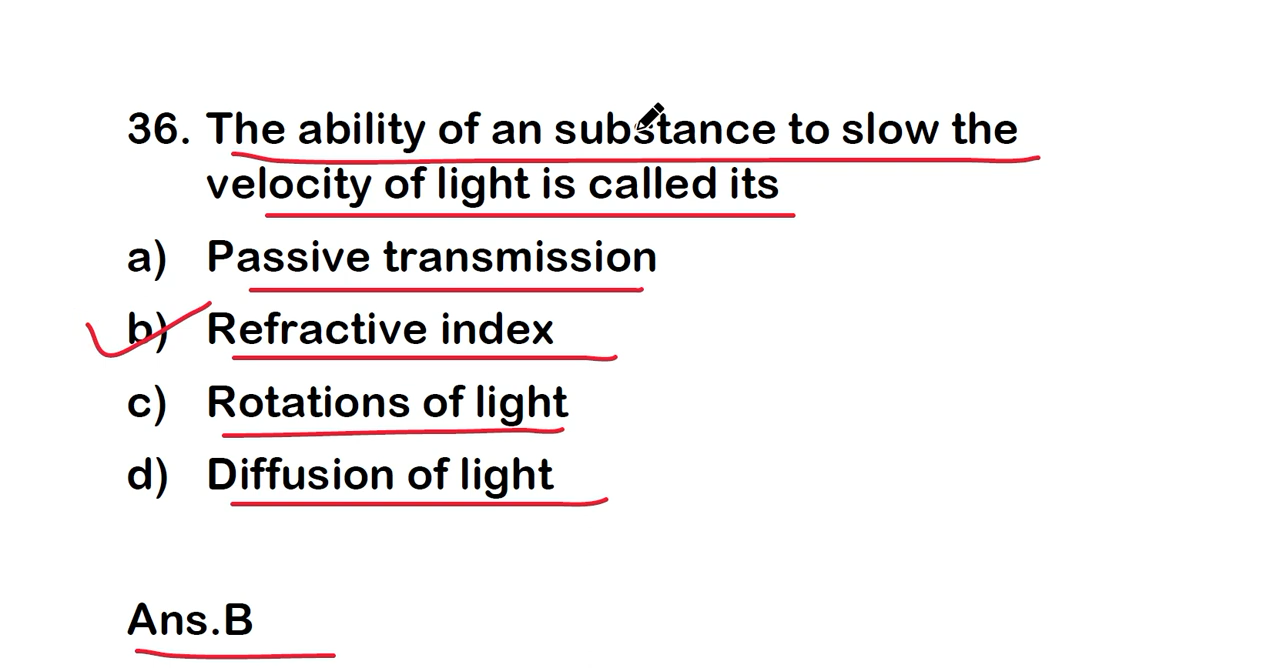 36. The ability of an substance to slow the
velocity of light is called its
a) Passive transmission
b) Refractive index
c) Rotations of light
d) Diffusion of light
Ans.B